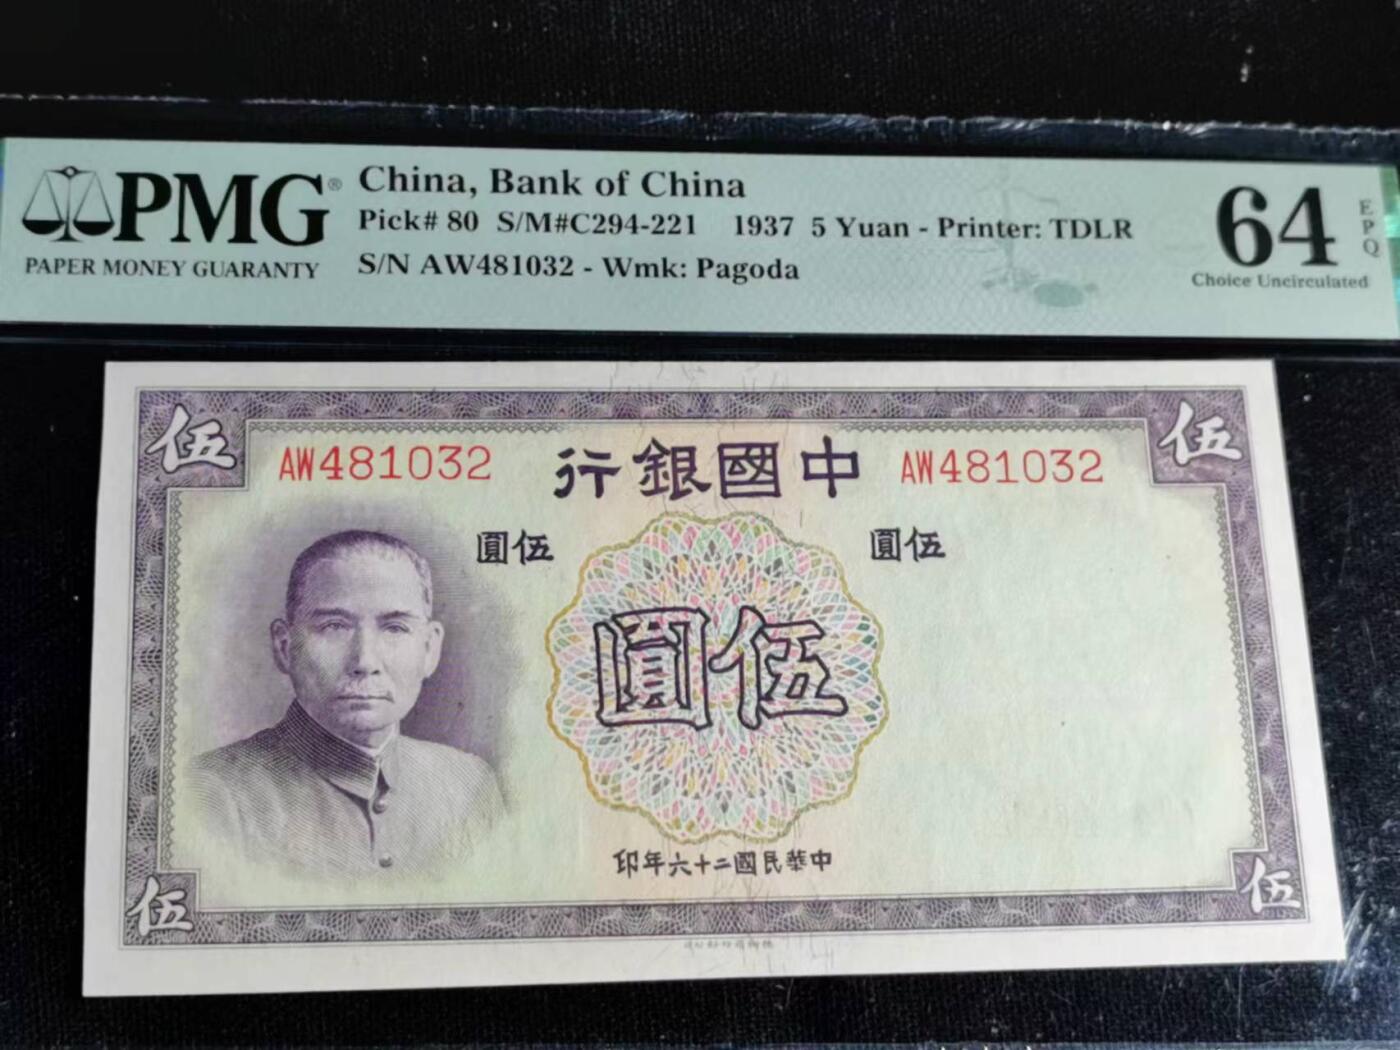 PMG®
PAPER MONEY GUARANTY
China, Bank of China
Pick# 80 S/M#C294-221 1937 5 Yuan - Printer: TDLR
S/N AW481032 - Wmk: Pagoda
64
EPQ
Choice Uncirculated
伍
伍
AW481032
行銀國中
AW481032
圓伍
圓伍
圓伍
印年六十二國民華中
伍
伍